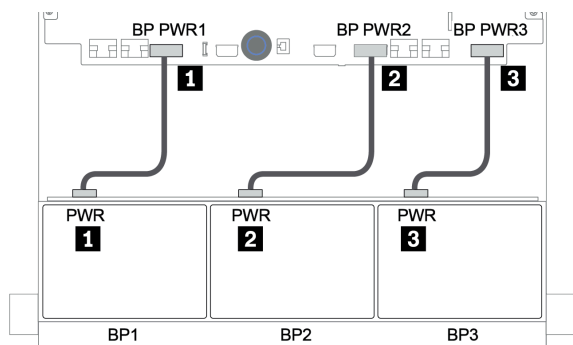 BP PWR1 BP PWR2 BP PWR3
1 2 3
PWR PWR PWR
1 2 3
BP1 BP2 BP3